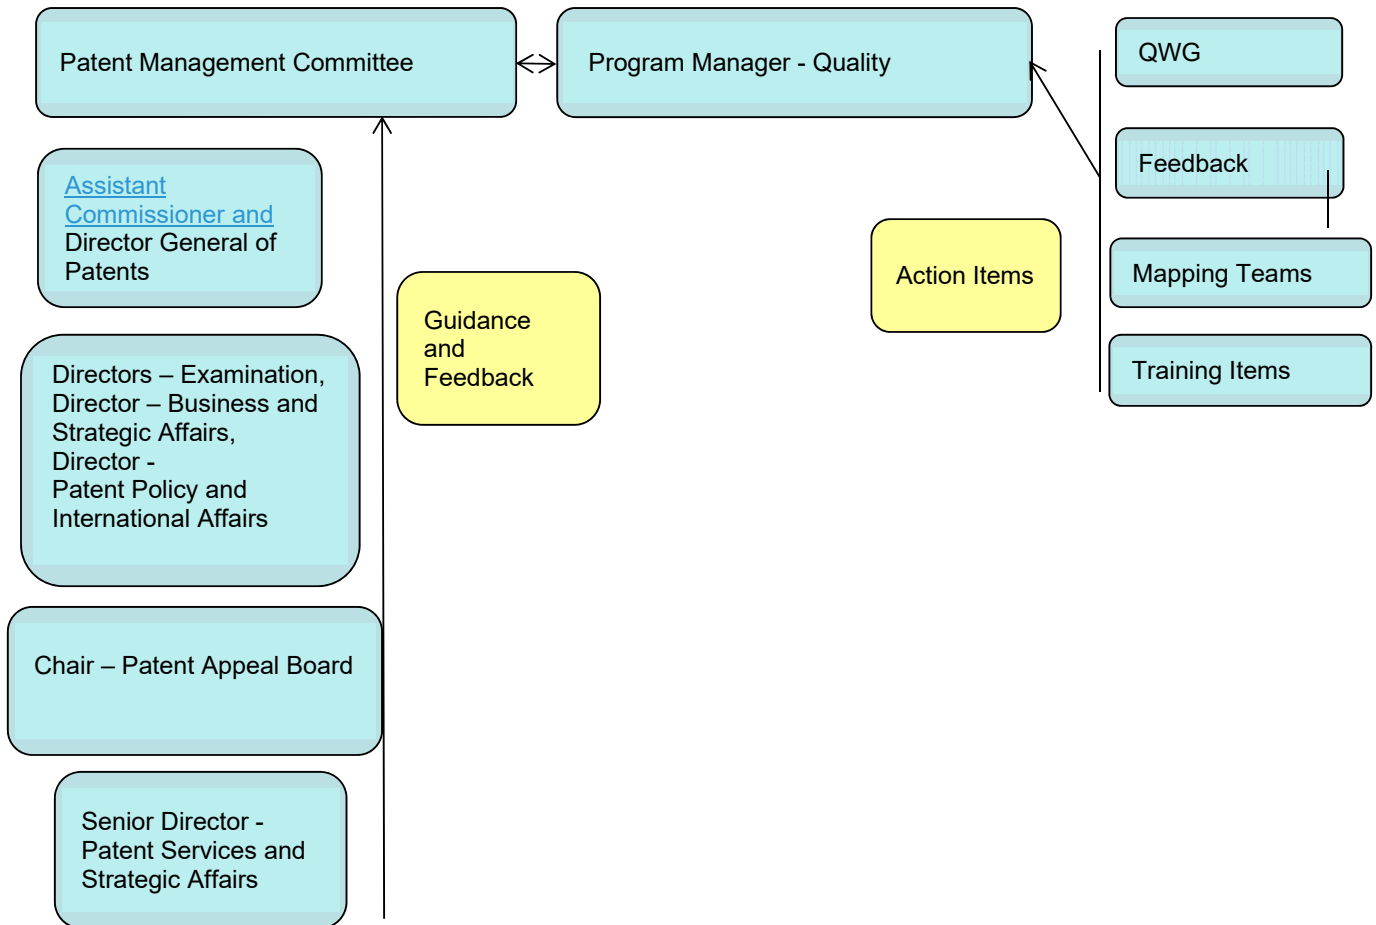 Patent Management Committee
Program Manager - Quality
QWG
Feedback
Mapping Teams
Training Items
Action Items
Assistant
Commissioner and
Director General of
Patents
Guidance
and
Feedback
Directors – Examination,
Director – Business and
Strategic Affairs,
Director -
Patent Policy and
International Affairs
Chair – Patent Appeal Board
Senior Director -
Patent Services and
Strategic Affairs